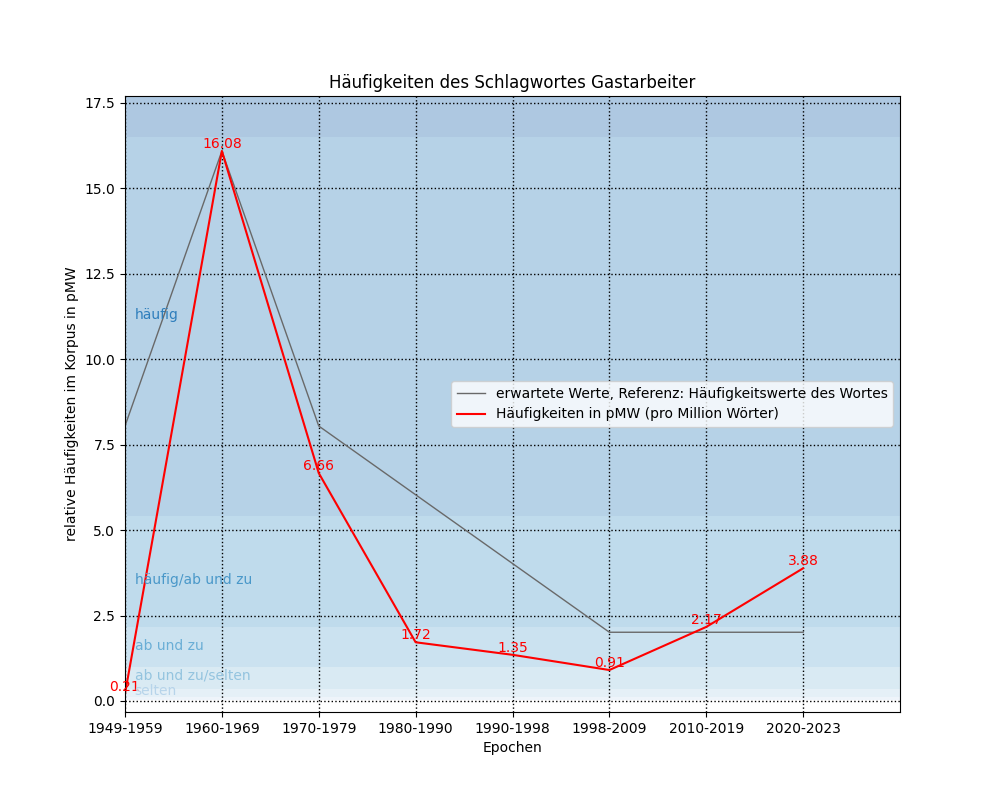 Häufigkeiten des Schlagwortes Gastarbeiter
17.5
16.08
15.0
12.5
häufig
10.0
erwartete Werte, Referenz: Häufigkeitswerte des Wortes
Häufigkeiten in pMW (pro Million Wörter)
7.5
6.66
relative Häufigkeiten im Korpus in pMW
5.0
3.88
häufig/ab und zu
2.5
2.17
1.72
ab und zu
1.35
0.91
ab und zu/selten
0.21
selten
0.0
1949-1959 1960-1969 1970-1979 1980-1990 1990-1998 1998-2009 2010-2019 2020-2023
Epochen